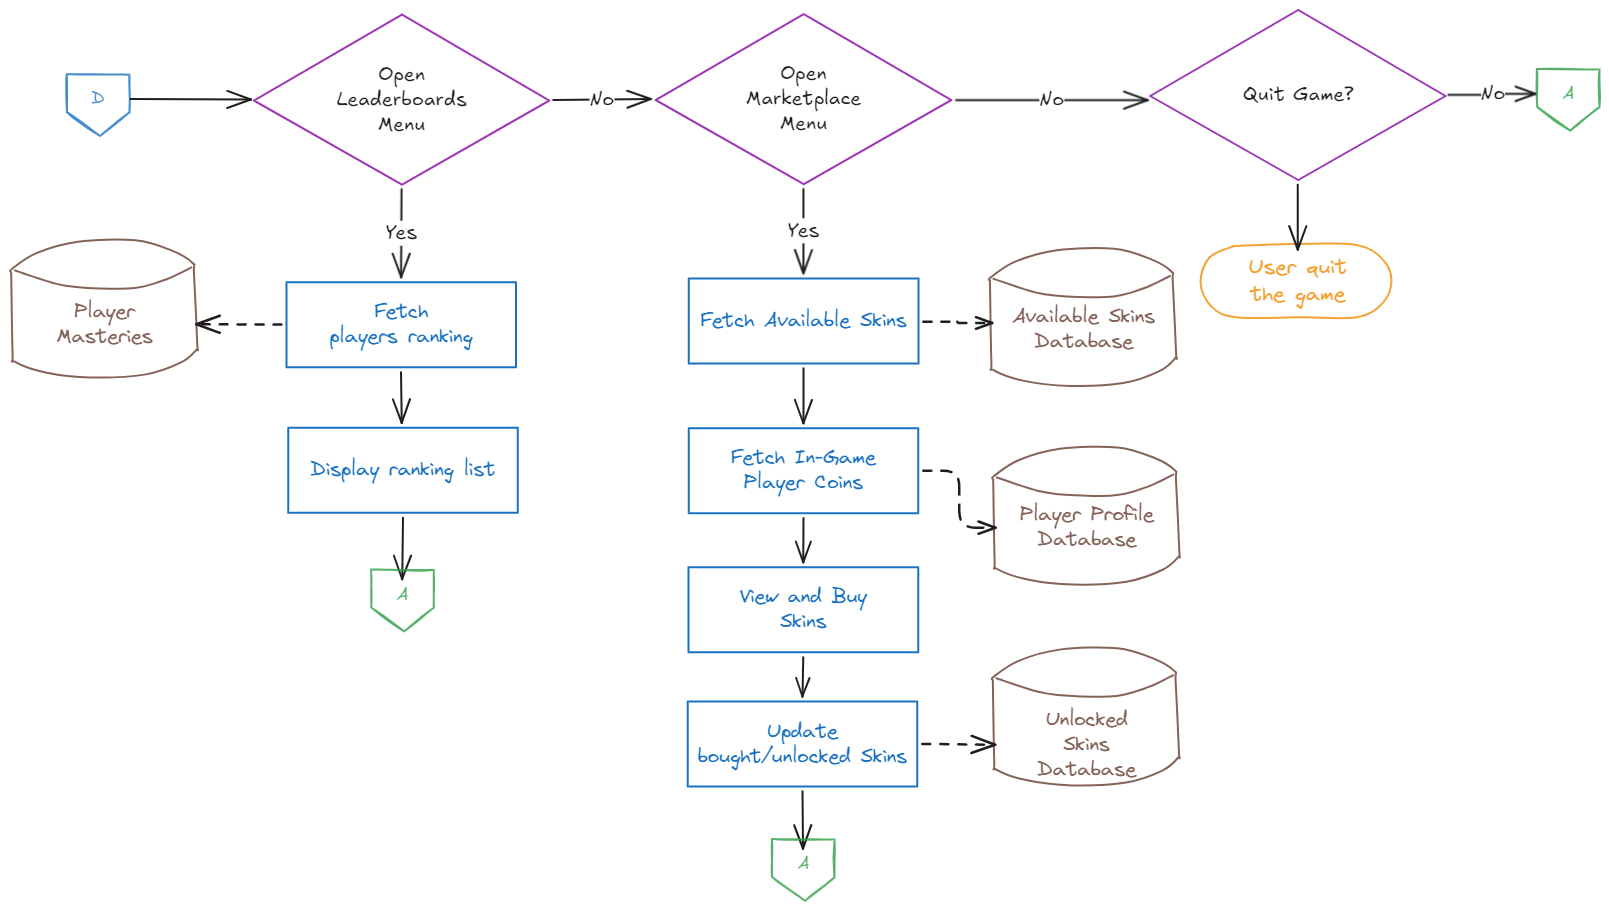 D
Open
Leaderboards
Menu
No
Open
Marketplace
Menu
No
Quit Game?
No
A
Yes
Yes
Player
Masteries
Fetch
players ranking
Fetch Available Skins
Available Skins
Database
User quit
the game
Display ranking list
Fetch In-Game
Player Coins
Player Profile
Database
A
View and Buy
Skins
Update
bought/unlocked Skins
Unlocked
Skins
Database
A